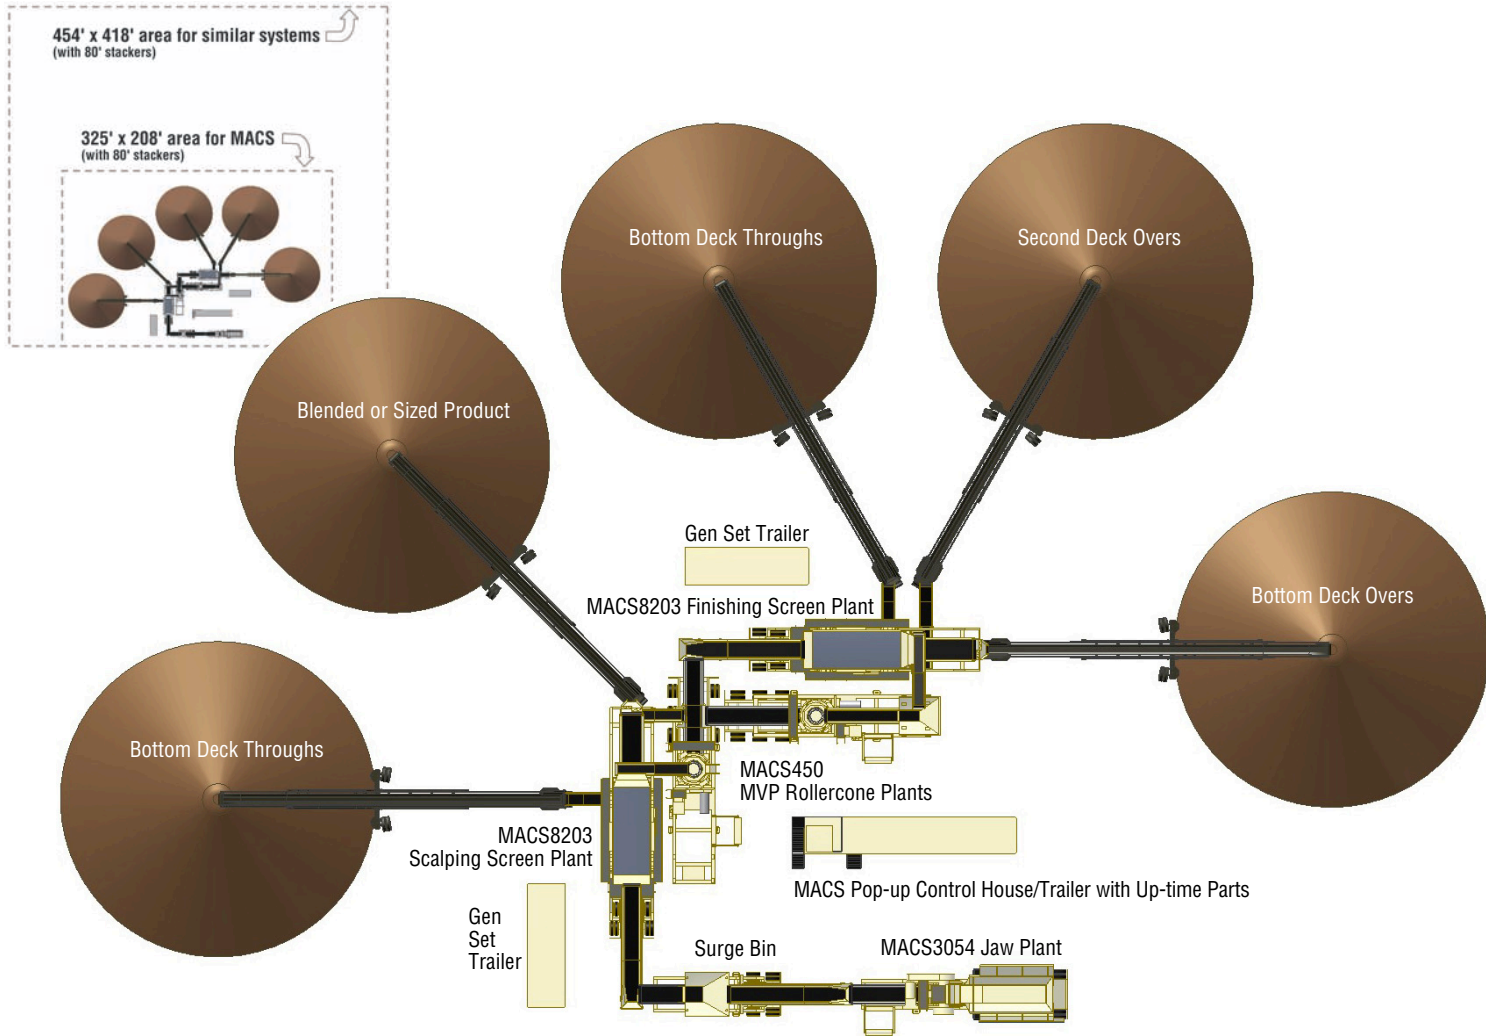 454' x 418' area for similar systems
(with 80' stackers)
325' x 208' area for MACS
(with 80' stackers)
Bottom Deck Throughs
Second Deck Overs
Blended or Sized Product
Gen Set Trailer
MACS8203 Finishing Screen Plant
Bottom Deck Overs
Bottom Deck Throughs
MACS450
MVP Rollercone Plants
MACS8203
Scalping Screen Plant
MACS Pop-up Control House/Trailer with Up-time Parts
Gen
Set
Trailer
Surge Bin
MACS3054 Jaw Plant